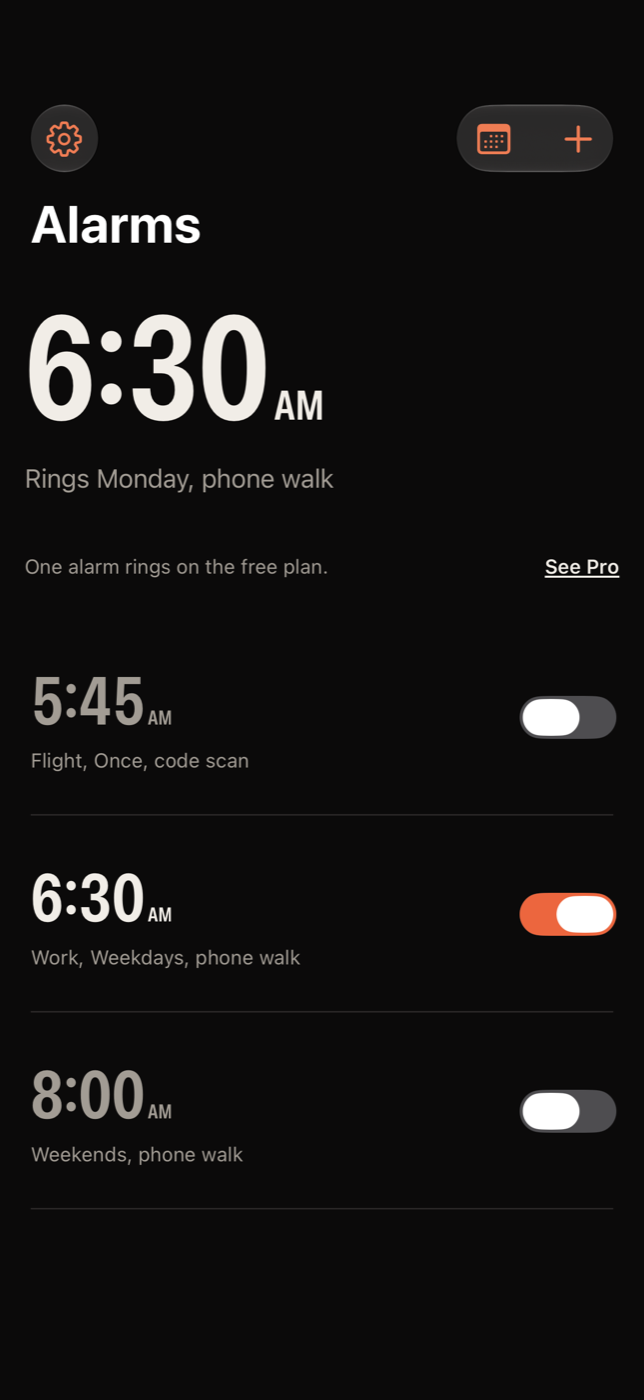 Alarms
6:30 AM
Rings Monday, phone walk
One alarm rings on the free plan. See Pro
5:45 AM
Flight, Once, code scan
6:30 AM
Work, Weekdays, phone walk
8:00 AM
Weekends, phone walk